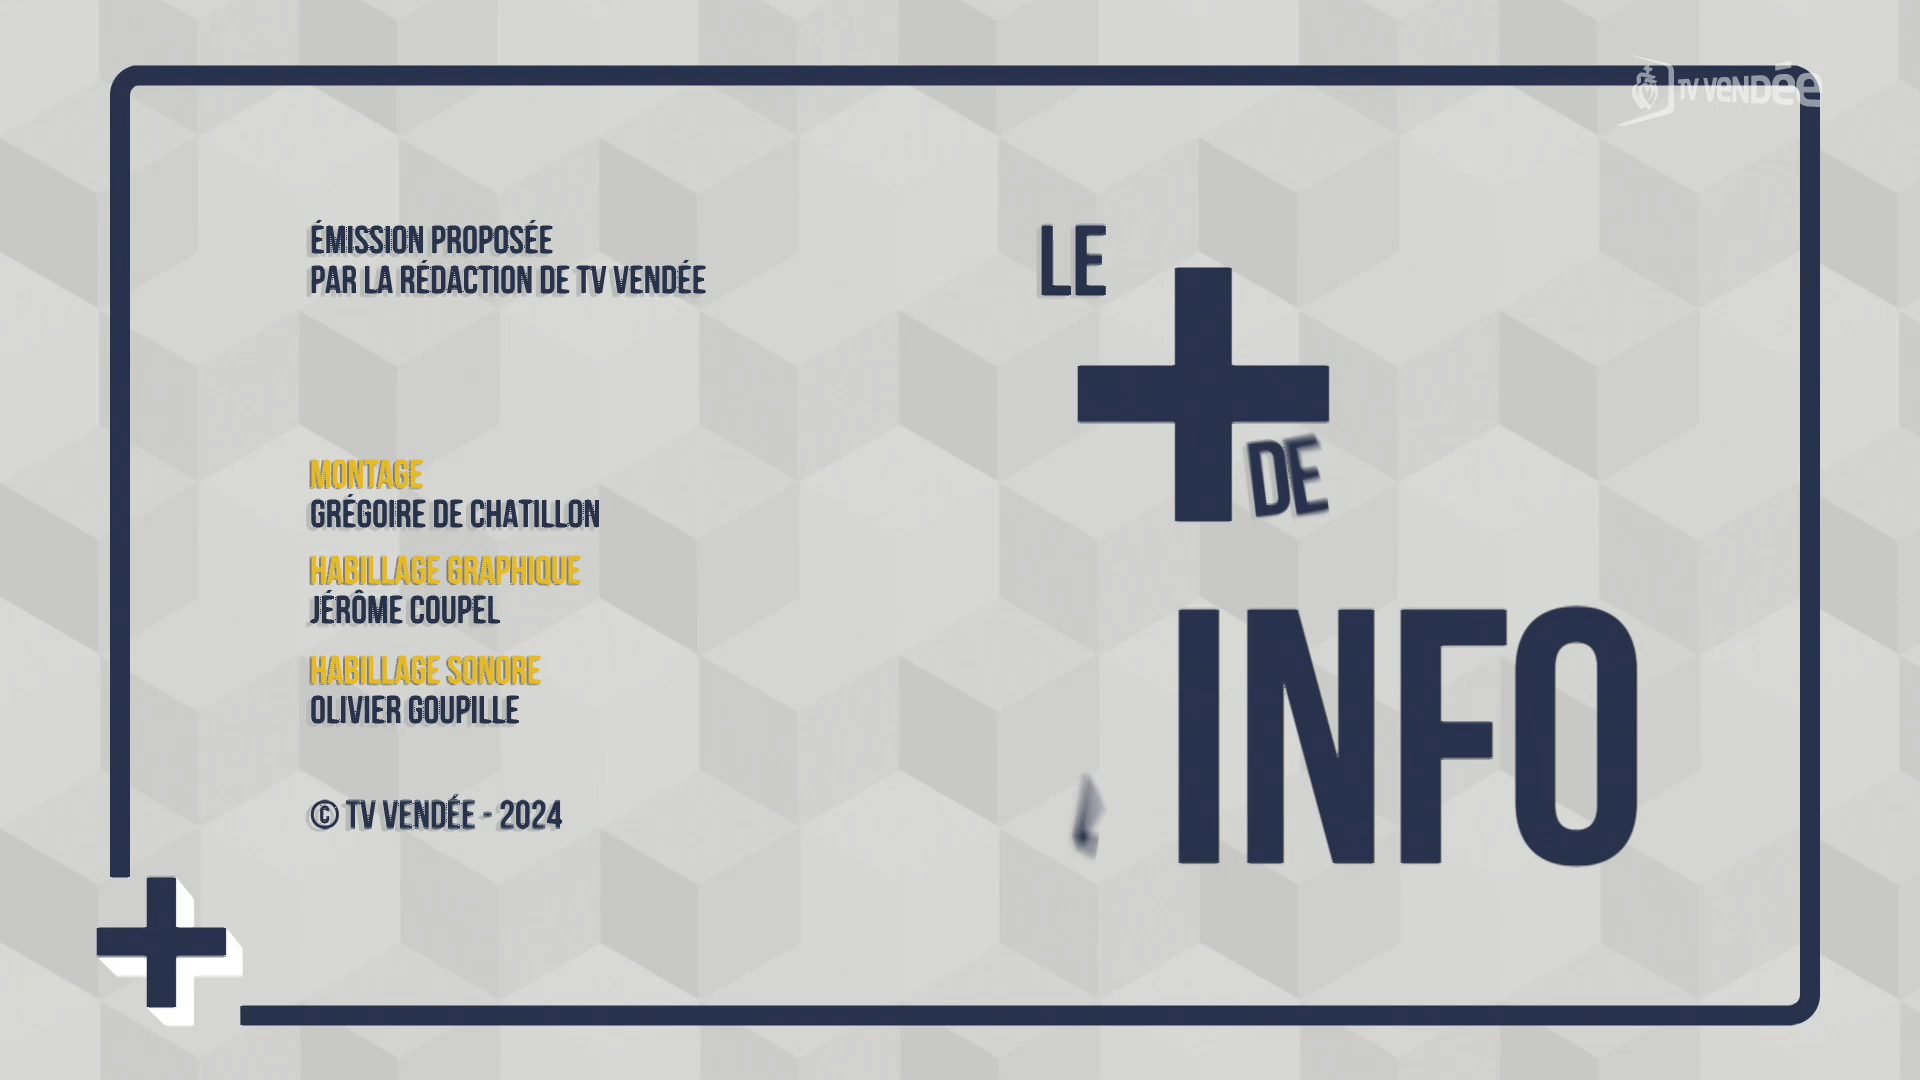 TV VENDÉE
ÉMISSION PROPOSÉE
PAR LA RÉDACTION DE TV VENDÉE
MONTAGE
GRÉGOIRE DE CHATILLON
HABILLAGE GRAPHIQUE
JÉRÔME COUPEL
HABILLAGE SONORE
OLIVIER GOUPILLE
© TV VENDÉE - 2024
LE
+
DE
INFO